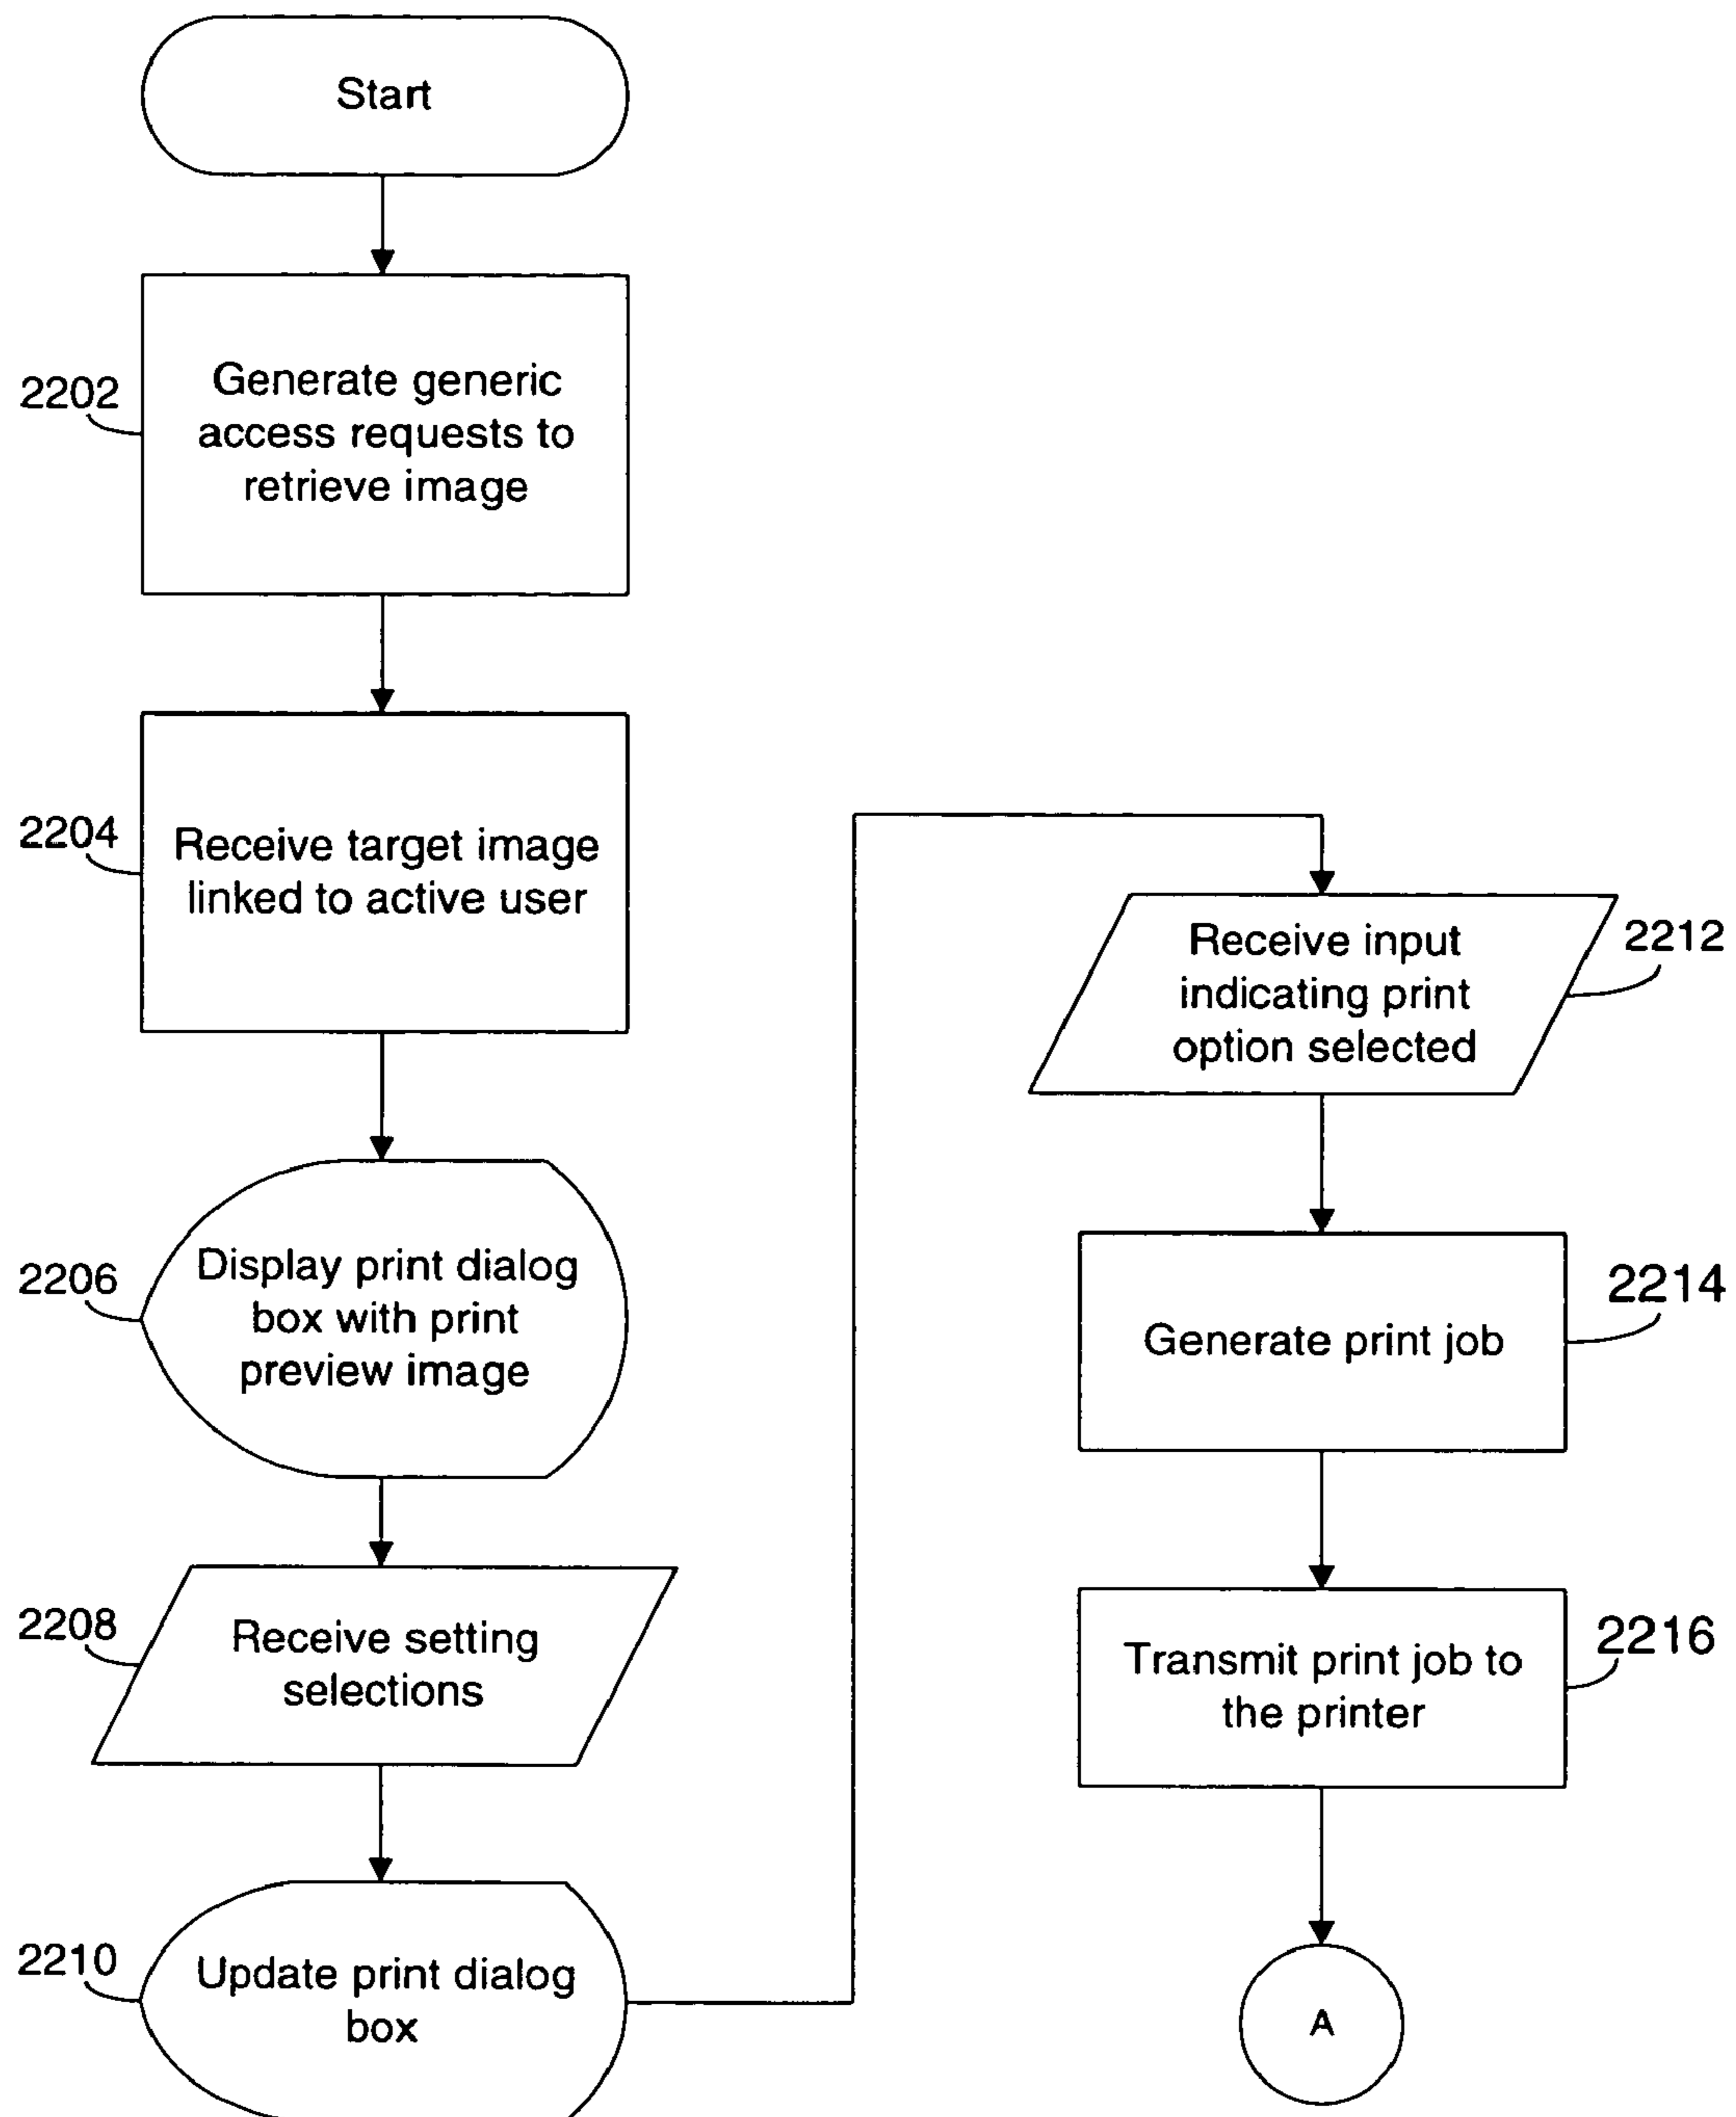 Start
2202
Generate generic
access requests to
retrieve image
2204
Receive target image
linked to active user
2206
Display print dialog
box with print
preview image
2208
Receive setting
selections
2210
Update print dialog
box
2212
Receive input
indicating print
option selected
2214
Generate print job
2216
Transmit print job to
the printer
A